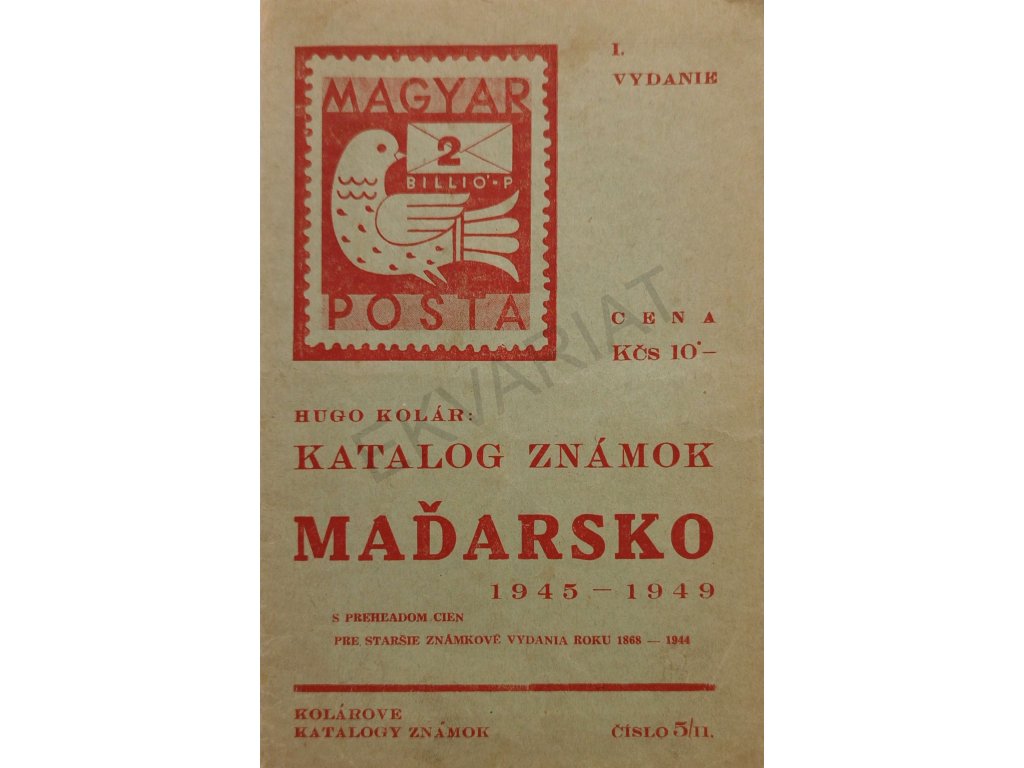 I.
VYDANIE
MAGYAR
2
BILLIÓ-P
POSTA
CENA
Kčs 10·–
HUGO KOLÁR:
KATALOG ZNÁMOK
MAĎARSKO
1945 – 1949
S PREHĽADOM CIEN
PRE STARŠIE ZNÁMKOVÉ VYDANIA ROKU 1868 — 1944
KOLÁROVE
KATALOGY ZNÁMOK
ČÍSLO 5/II.
EKVARIAT